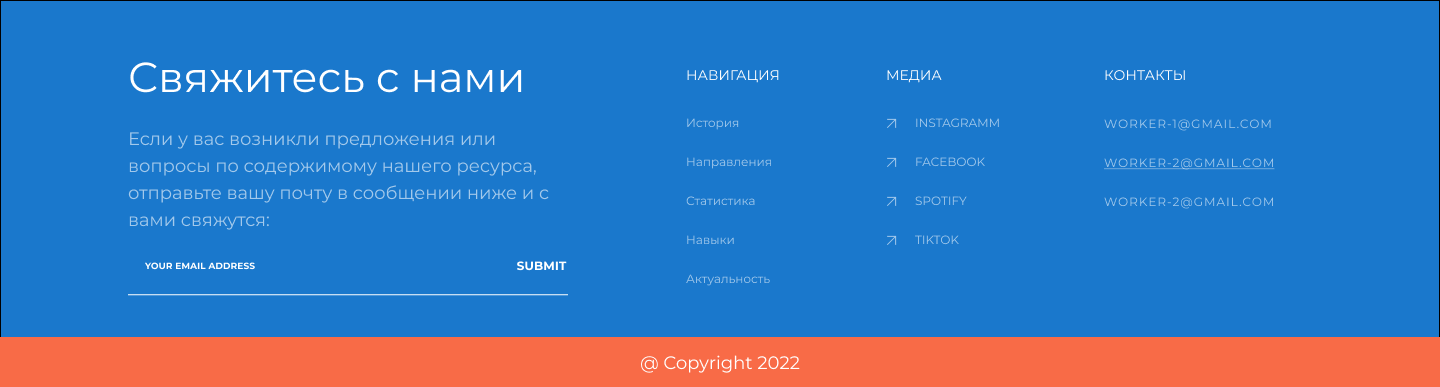 Свяжитесь с нами
Если у вас возникли предложения или
вопросы по содержимому нашего ресурса,
отправьте вашу почту в сообщении ниже и с
вами свяжутся:
YOUR EMAIL ADDRESS
SUBMIT
НАВИГАЦИЯ
История
Направления
Статистика
Навыки
Актуальность
МЕДИА
INSTAGRAMM
FACEBOOK
SPOTIFY
TIKTOK
КОНТАКТЫ
WORKER-1@GMAIL.COM
WORKER-2@GMAIL.COM
WORKER-2@GMAIL.COM
@ Copyright 2022